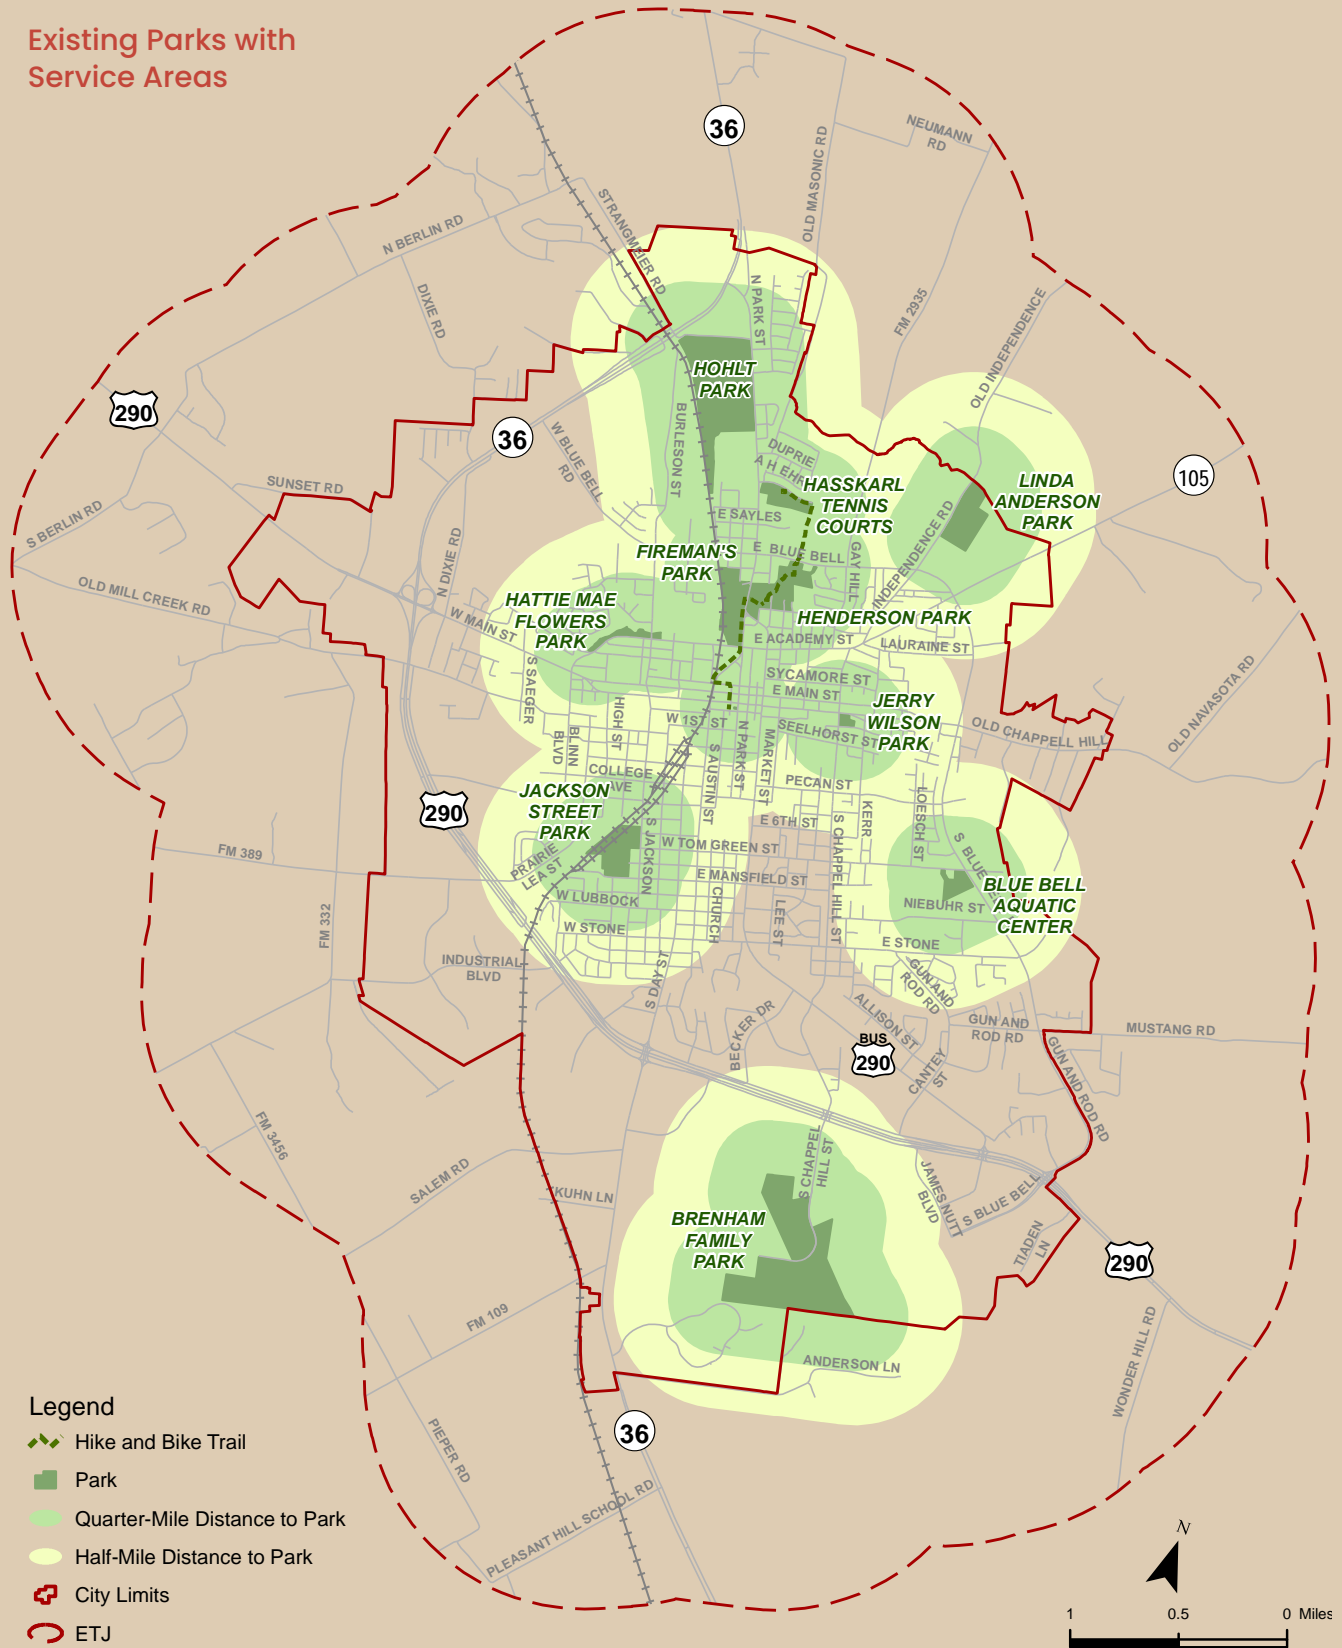 Existing Parks with
Service Areas
36
NEUMANN
RD
OLD MASONIC RD
STRANGMEIER RD
N BERLIN RD
DIXIE RD
N PARK ST
FM 2935
OLD INDEPENDENCE
290
36
HOHLT
PARK
BURLESON ST
W BLUE BELL
RD
DUPRIE
A H EHR
HASSKARL
TENNIS
COURTS
LINDA
ANDERSON
PARK
105
SUNSET RD
S BERLIN RD
E SAYLES
E BLUE BELL
GAY HILL
INDEPENDENCE RD
FIREMAN'S
PARK
N DIXIE RD
OLD MILL CREEK RD
W MAIN ST
HATTIE MAE
FLOWERS
PARK
HENDERSON PARK
E ACADEMY ST
LAURAINE ST
S SAEGER
SYCAMORE ST
E MAIN ST
JERRY
WILSON
PARK
HIGH ST
W 1ST ST
SEELHORST ST
OLD CHAPPELL HILL
OLD NAVASOTA RD
BLINN
BLVD
N PARK ST
MARKET ST
S AUSTIN ST
COLLEGE
AVE
PECAN ST
290
JACKSON
STREET
PARK
LOESCH ST
KERR
E 6TH ST
S CHAPPEL HILL ST
S JACKSON
W TOM GREEN ST
S BLUE BE
FM 389
PRAIRIE
LEA ST
E MANSFIELD ST
BLUE BELL
AQUATIC
CENTER
W LUBBOCK
CHURCH
LEE ST
NIEBUHR ST
FM 332
W STONE
E STONE
INDUSTRIAL
BLVD
S DAY ST
GUN AND
ROD RD
BECKER DR
ALLISON ST
GUN AND
ROD RD
MUSTANG RD
BUS
290
CANTEY
ST
GUN AND ROD RD
FM 3456
SALEM RD
KUHN LN
S CHAPPEL
HILL ST
JAMES NUTT
BLVD
S BLUE BELL
BRENHAM
FAMILY
PARK
TIADEN
LN
290
FM 109
WONDER HILL RD
ANDERSON LN
36
PIEPER RD
PLEASANT HILL SCHOOL RD
Legend
Hike and Bike Trail
Park
Quarter-Mile Distance to Park
Half-Mile Distance to Park
City Limits
ETJ
N
1 0.5 0 Miles